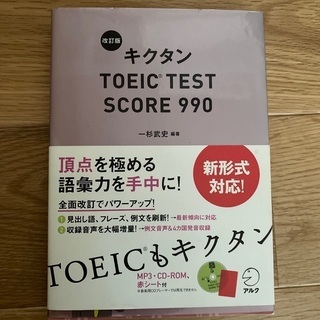 改訂版
キクタン
TOEIC® TEST
SCORE 990
一杉武史 編著
頂点を極める
語彙力を手中に!
新形式
対応!
全面改訂でパワーアップ!
1 見出し語、フレーズ、例文を刷新!→最新傾向に対応
2 収録音声を大幅増量!→例文音声&4カ国発音収録
TOEIC®もキクタン
MP3・CD-ROM、
赤シート付
アルク